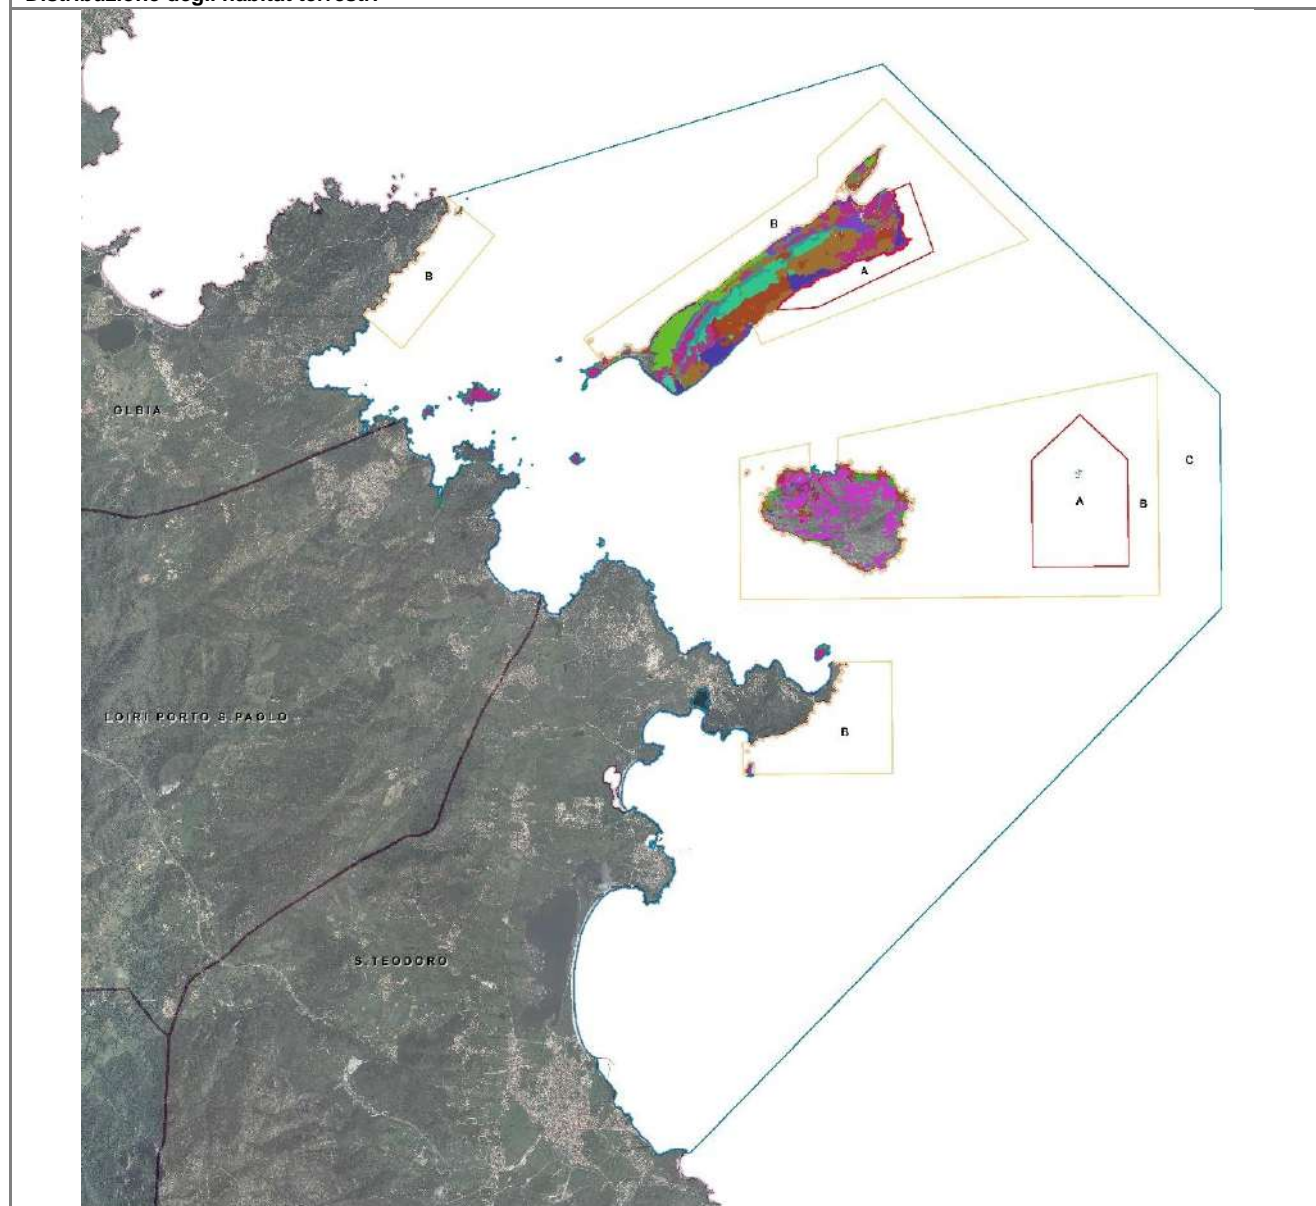 Distribuzione degli habitat terrestri
B
B
A
OLBIA
C
A
B
LOIRI PORTO S.PAOLO
B
S.TEODORO